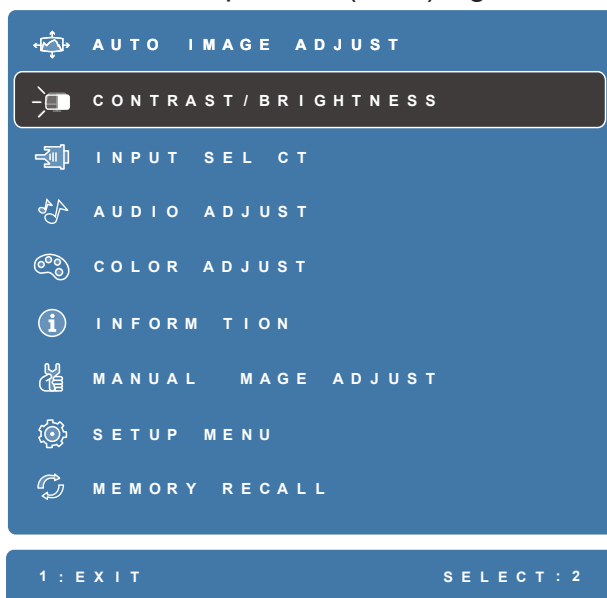 AUTO IMAGE ADJUST
CONTRAST/BRIGHTNESS
INPUT SEL CT
AUDIO ADJUST
COLOR ADJUST
INFORM TION
MANUAL  MAGE ADJUST
SETUP MENU
MEMORY RECALL
1:EXIT SELECT:2